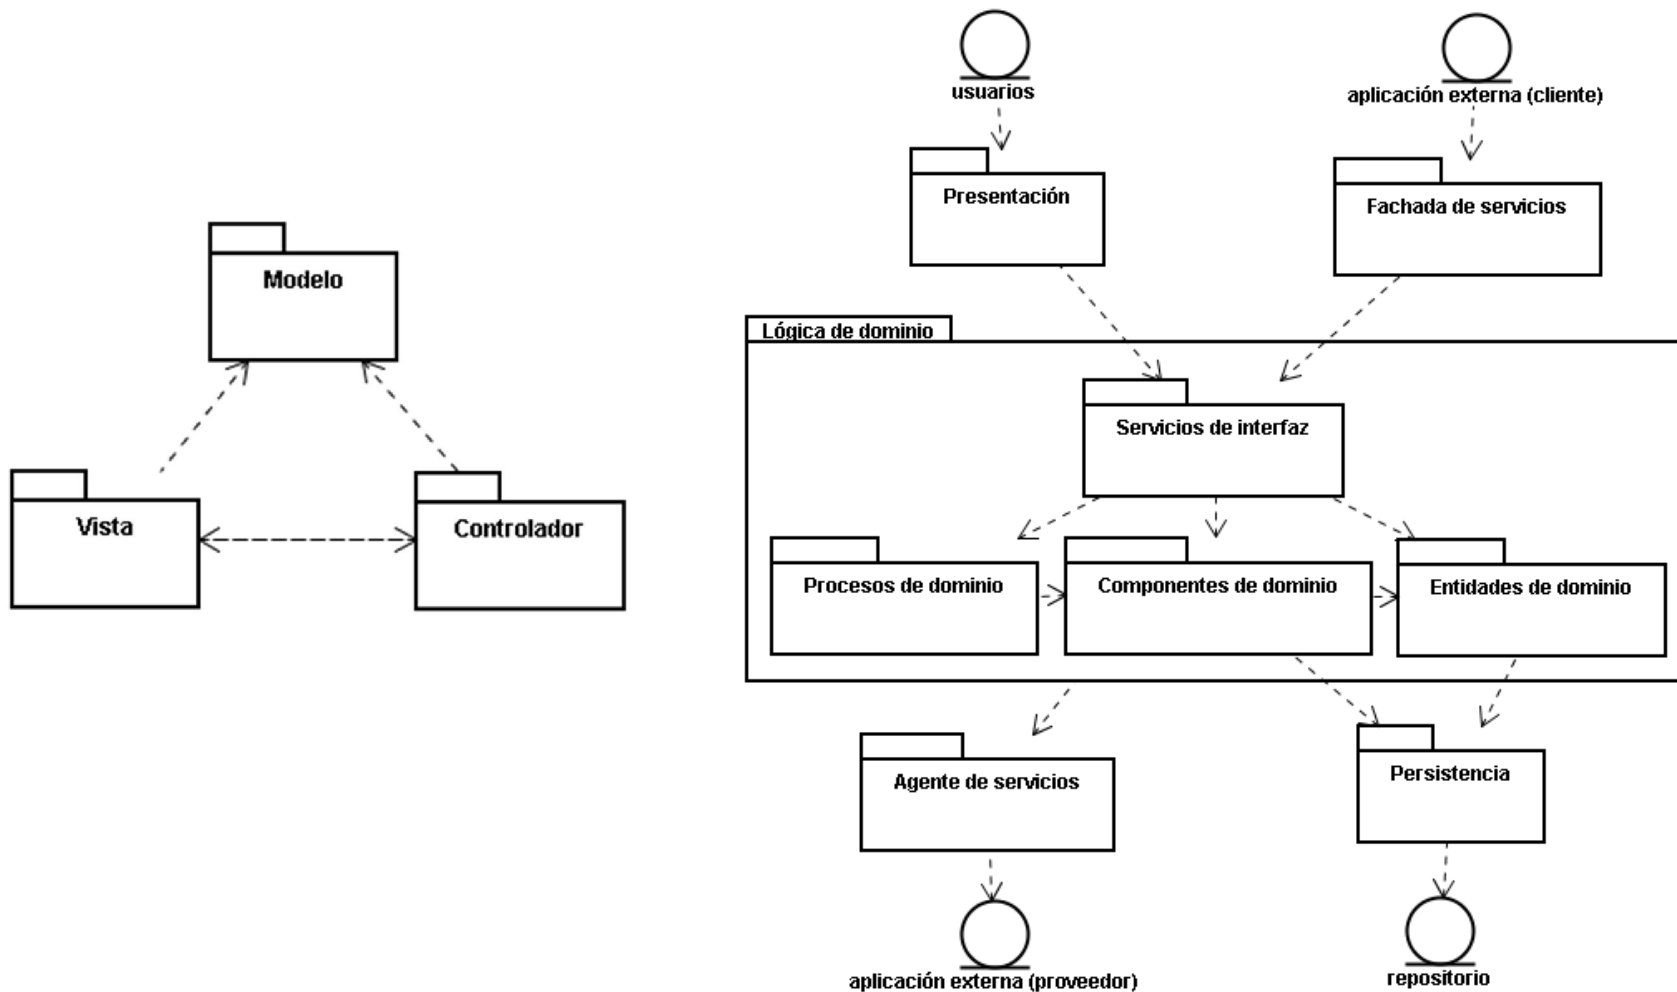 usuarios
aplicación externa (cliente)
Presentación
Fachada de servicios
Modelo
Lógica de dominio
Servicios de interfaz
Vista
Controlador
Procesos de dominio
Componentes de dominio
Entidades de dominio
Agente de servicios
Persistencia
aplicación externa (proveedor)
repositorio